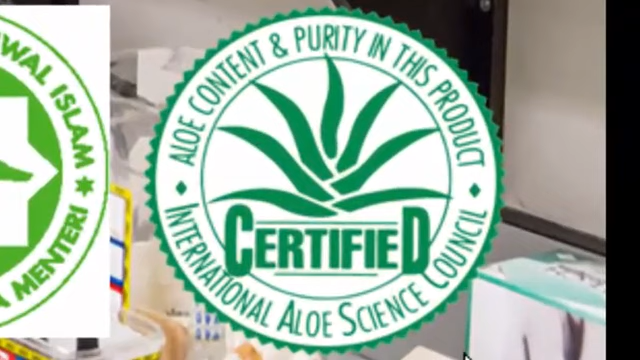 WAL ISLAM
MENTERI
ALOE CONTENT & PURITY IN THIS PRODUCT
CERTIFIED
INTERNATIONAL ALOE SCIENCE COUNCIL